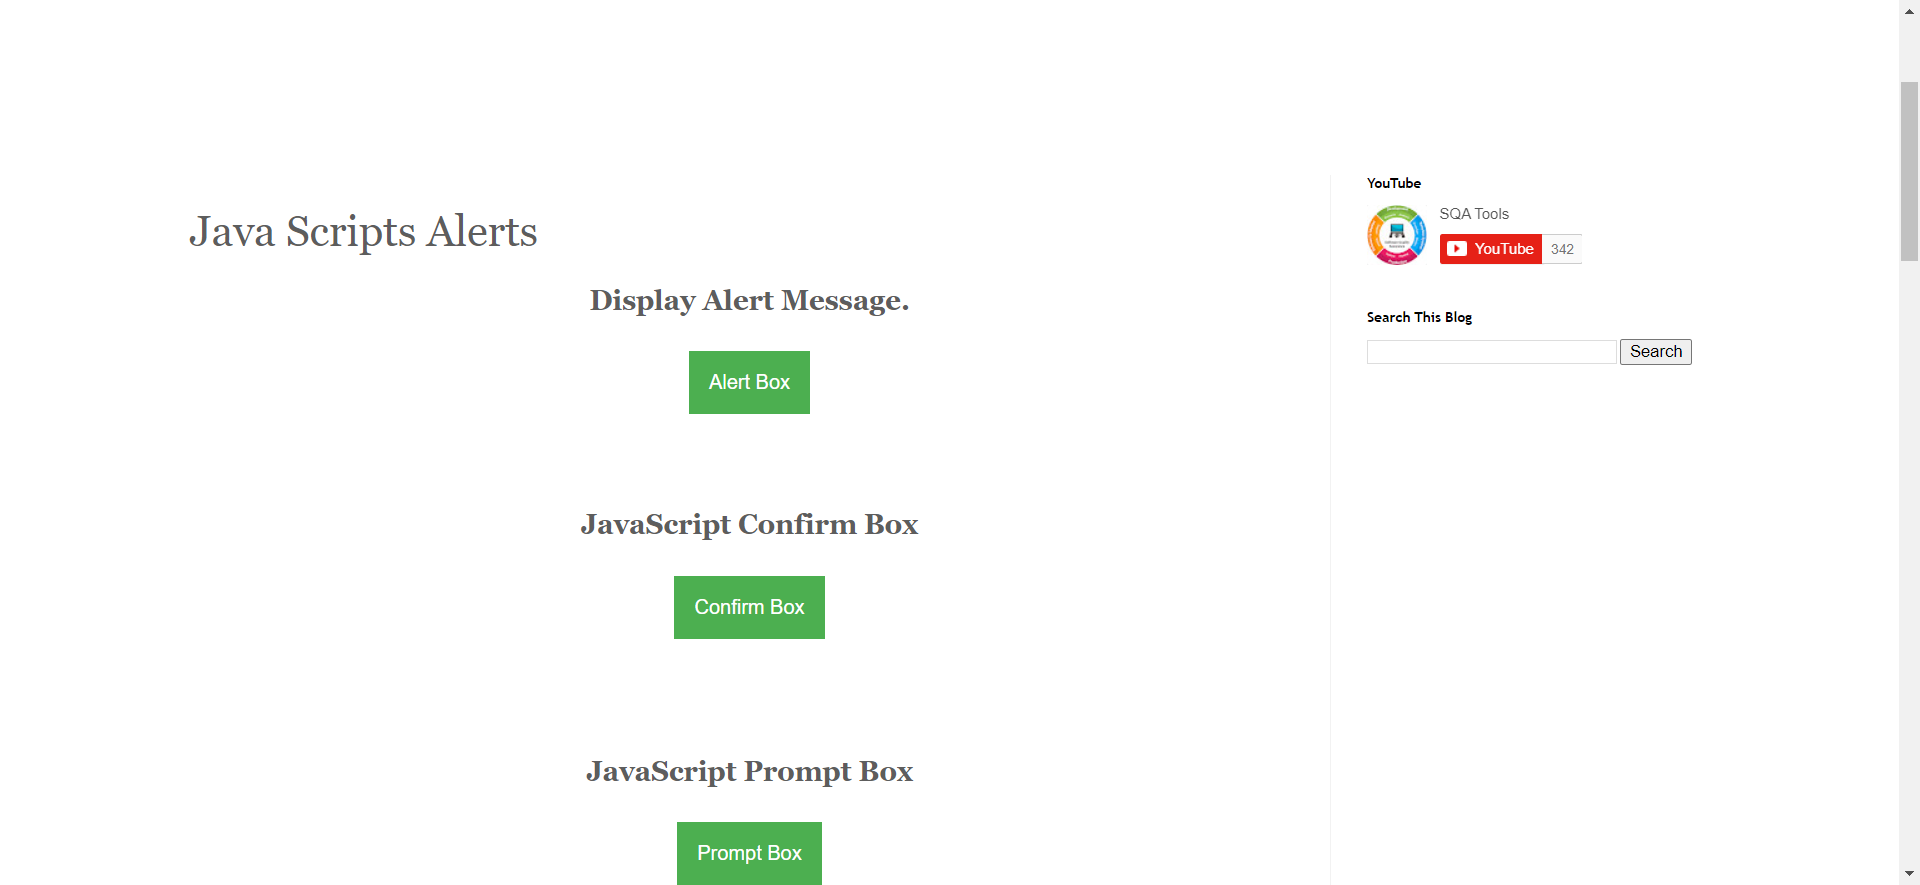 Java Scripts Alerts
Display Alert Message.
Alert Box
JavaScript Confirm Box
Confirm Box
JavaScript Prompt Box
Prompt Box
YouTube
SQA Tools
YouTube 342
Search This Blog
Search